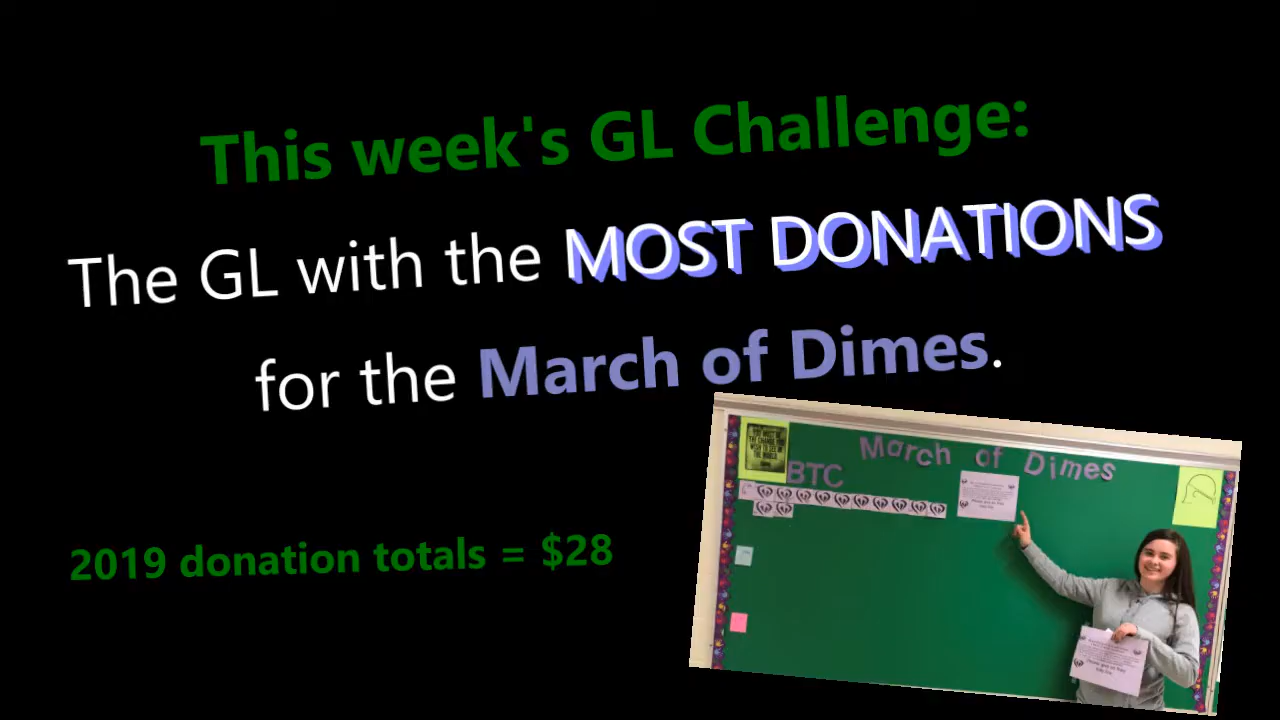 This week's GL Challenge:
The GL with the MOST DONATIONS
for the March of Dimes.
March of Dimes
BTC
2019 donation totals = $28